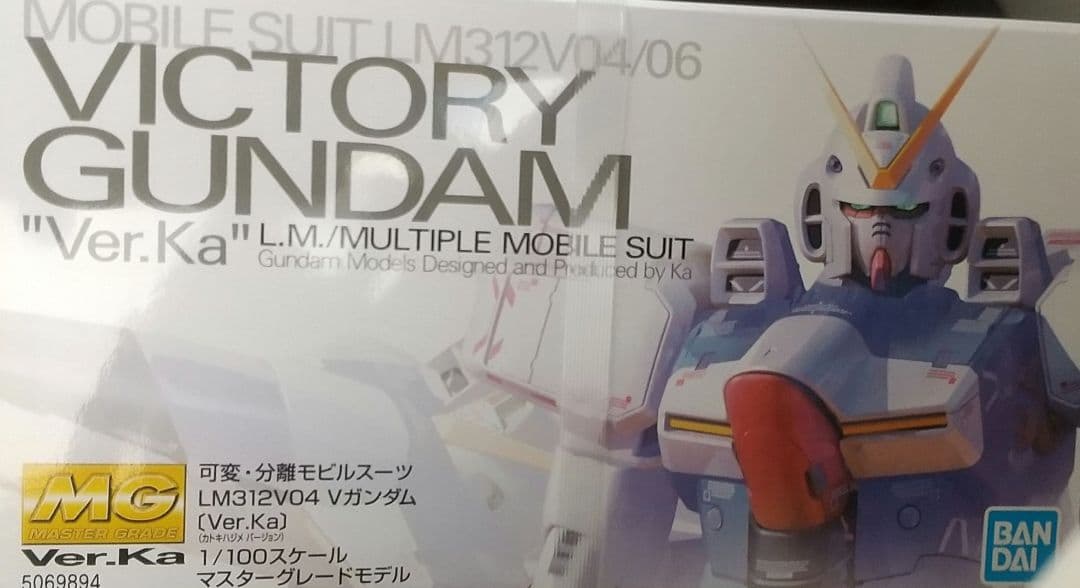 MOBILE SUIT LM312V04/06
VICTORY
GUNDAM
"Ver.Ka" L.M./MULTIPLE MOBILE SUIT
Gundam Models Designed and Produced by Ka
MG
MASTER GRADE
Ver.Ka
5069894
可変・分離モビルスーツ
LM312V04 Vガンダム
〔Ver.Ka〕
(カトキハジメ バージョン)
1/100スケール
マスターグレードモデル
BAN
DAI